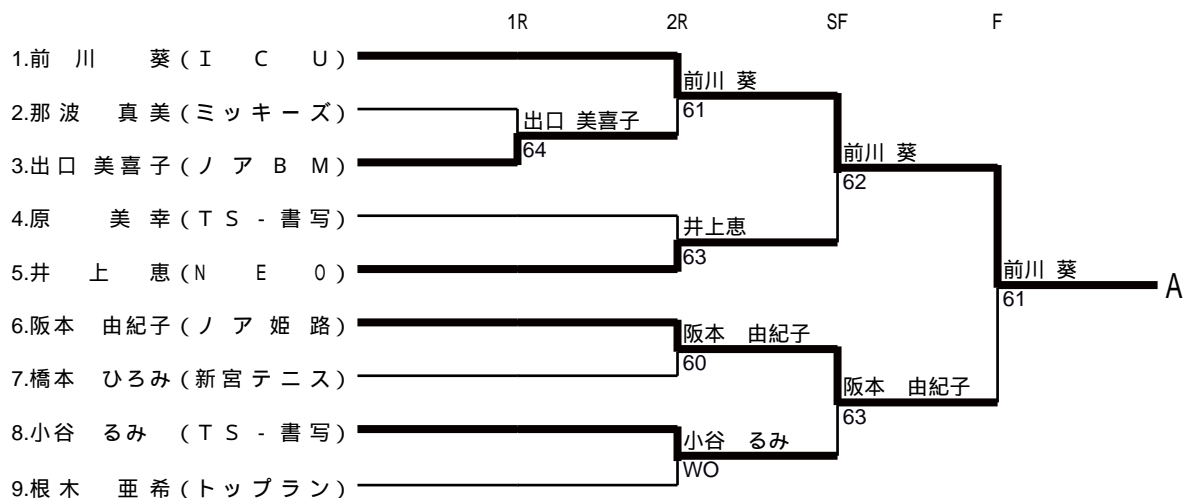 1R 2R SF F
1.前川 葵(ICU)
前川 葵
61
2.那波 真美(ミッキーズ)
出口 美喜子
64
3.出口 美喜子(ノアBM)
前川 葵
62
4.原 美幸(TS-書写)
井上恵
63
5.井上 恵(NEO)
前川 葵
61
A
6.阪本 由紀子(ノア姫路)
阪本 由紀子
60
7.橋本 ひろみ(新宮テニス)
阪本 由紀子
63
8.小谷 るみ (TS-書写)
小谷 るみ
WO
9.根木 亜希(トップラン)